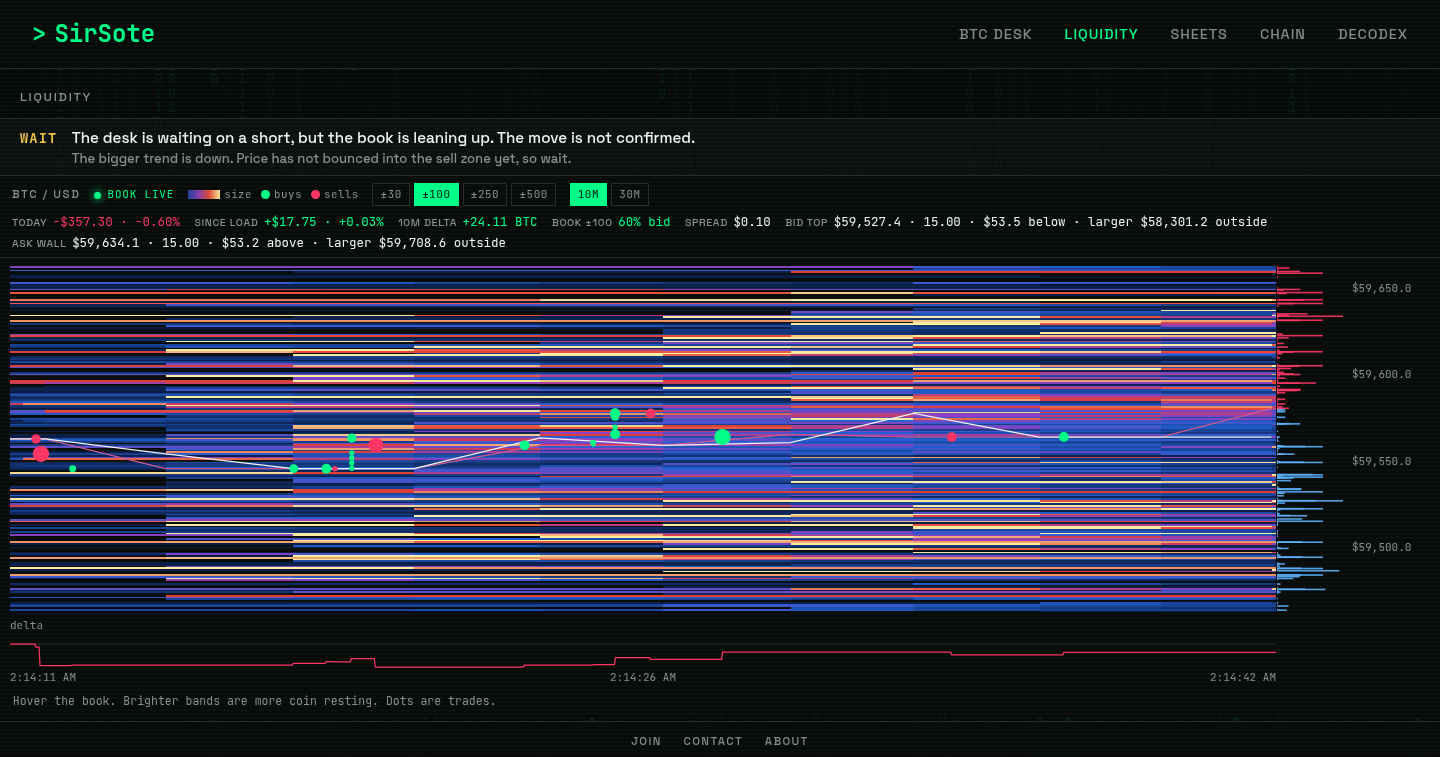 > SirSote
BTC DESK LIQUIDITY SHEETS CHAIN DECODEX
LIQUIDITY
WAIT The desk is waiting on a short, but the book is leaning up. The move is not confirmed.
The bigger trend is down. Price has not bounced into the sell zone yet, so wait.
BTC / USD BOOK LIVE size buys sells ±30 ±100 ±250 ±500 10M 30M
TODAY -$357.30 · -0.60% SINCE LOAD +$17.75 · +0.03% 10M DELTA +24.11 BTC BOOK ±100 60% bid SPREAD $0.10 BID TOP $59,527.4 · 15.00 · $53.5 below · larger $58,301.2 outside
ASK WALL $59,634.1 · 15.00 · $53.2 above · larger $59,708.6 outside
$59,650.0
$59,600.0
$59,550.0
$59,500.0
delta
2:14:11 AM 2:14:26 AM 2:14:42 AM
Hover the book. Brighter bands are more coin resting. Dots are trades.
JOIN CONTACT ABOUT